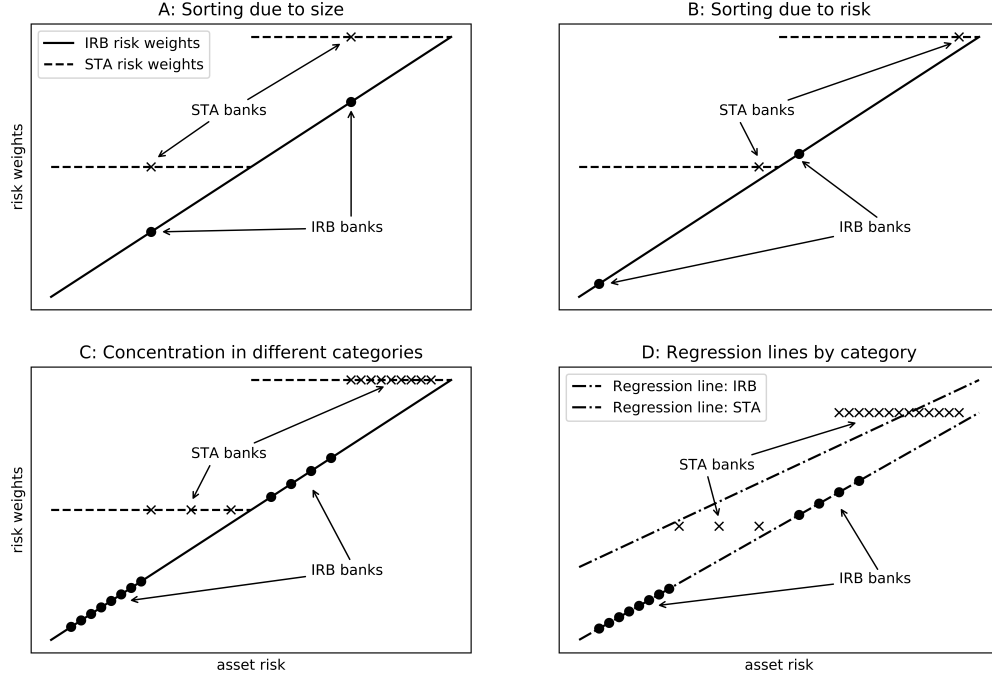 A: Sorting due to size
IRB risk weights
STA risk weights
STA banks
IRB banks
risk weights
B: Sorting due to risk
STA banks
IRB banks
C: Concentration in different categories
STA banks
IRB banks
risk weights
asset risk
D: Regression lines by category
Regression line: IRB
Regression line: STA
STA banks
IRB banks
asset risk